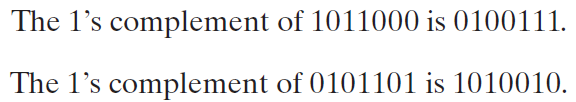 The 1’s complement of 1011000 is 0100111.
The 1’s complement of 0101101 is 1010010.